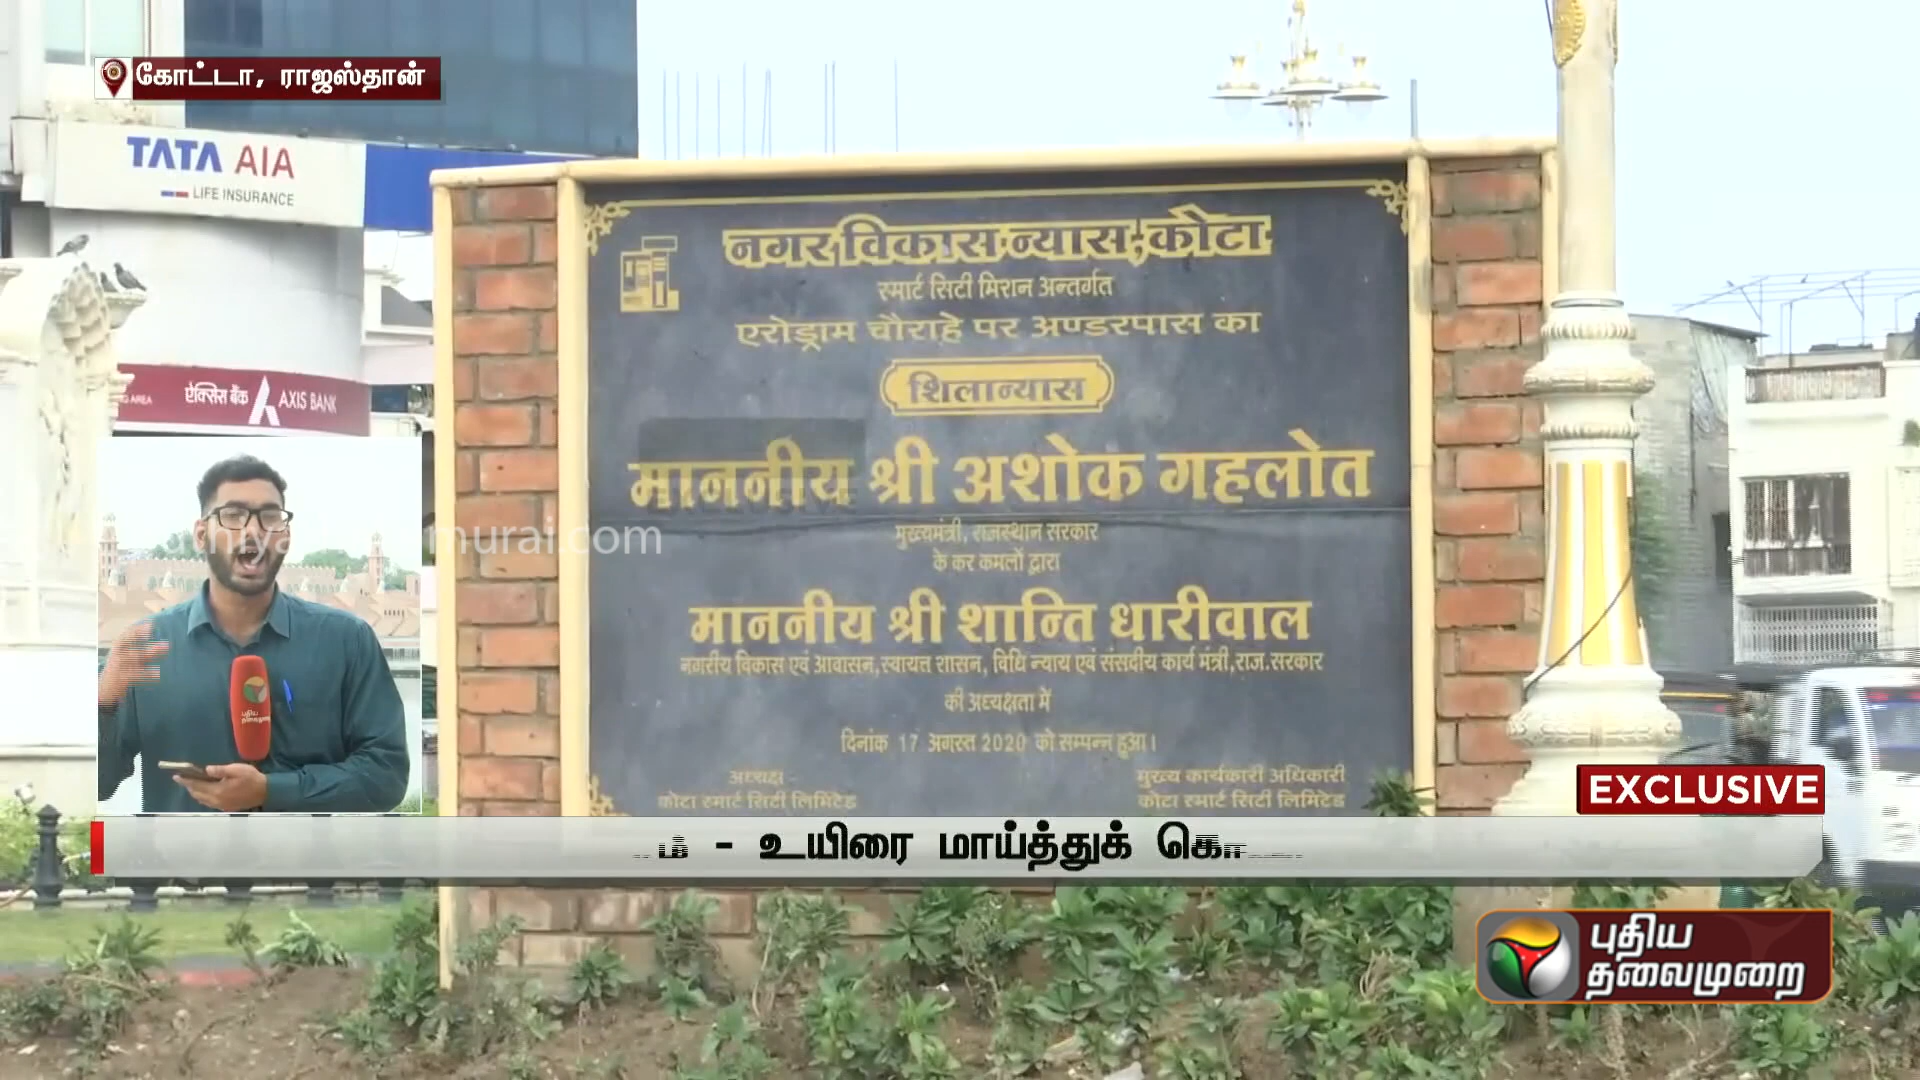 கோட்டா, ராஜஸ்தான்
TATA AIA
LIFE INSURANCE
ऐक्सिस बैंक AXIS BANK
नगर विकास न्यास, कोटा
स्मार्ट सिटी मिशन अन्तर्गत
एरोड्राम चौराहे पर अण्डरपास का
शिलान्यास
माननीय श्री अशोक गहलोत
मुख्यमंत्री, राजस्थान सरकार
के कर कमलों द्वारा
माननीय श्री शान्ति धारीवाल
नगरीय विकास एवं आवासन, स्वायत्त शासन, विधि न्याय एवं संसदीय कार्य मंत्री, राज. सरकार
की अध्यक्षता में
दिनांक 17 अगस्त 2020 को सम्पन्न हुआ।
अध्यक्ष -
कोटा स्मार्ट सिटी लिमिटेड
मुख्य कार्यकारी अधिकारी
कोटा स्मार्ट सिटी लिमिटेड
புதிய
தலைமுறை
EXCLUSIVE
- உயிரை மாய்த்துக்
புதிய
தலைமுறை